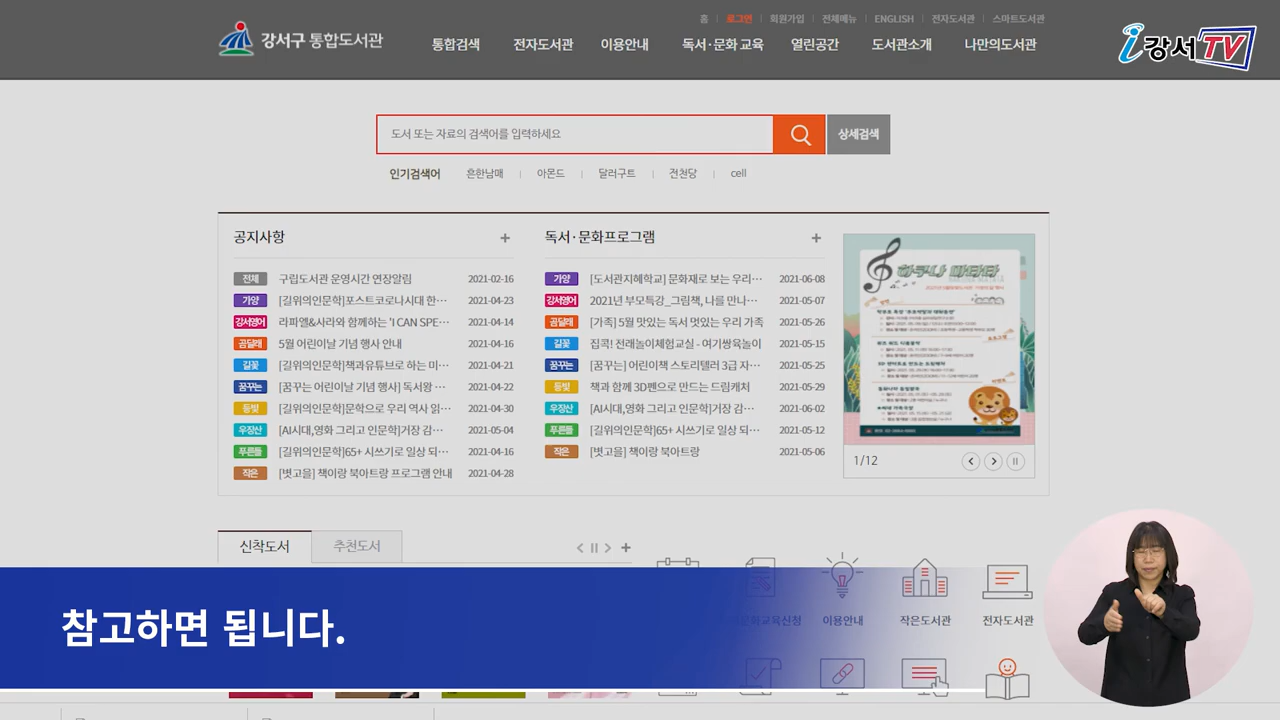 홈 로그인 회원가입 전체메뉴 ENGLISH 전자도서관 스마트도서관
강서구 통합도서관
통합검색 전자도서관 이용안내 독서·문화 교육 열린공간 도서관소개 나만의도서관
i강서TV
도서 또는 자료의 검색어를 입력하세요
상세검색
인기검색어 흔한남매 아몬드 달러구트 전천당 cell
공지사항 +
전체 구립도서관 운영시간 연장알림 2021-02-16
가양 [길위의인문학]포스트코로나시대 한… 2021-04-23
강서영어 라파엘&사라와 함께하는 'I CAN SPE… 2021-04-14
곰달래 5월 어린이날 기념 행사 안내 2021-04-16
길꽃 [길위의인문학]책과유튜브로 하는 미… 2021-04-21
꿈꾸는 [꿈꾸는 어린이날 기념 행사] 독서왕 … 2021-04-22
등빛 [길위의인문학]문학으로 우리 역사 읽… 2021-04-30
우장산 [AI시대,영화 그리고 인문학]거장 감… 2021-05-04
푸른들 [길위의인문학]65+ 시쓰기로 일상 되… 2021-04-16
작은 [볏고을] 책이랑 북아트랑 프로그램 안내 2021-04-28
독서·문화프로그램 +
가양 [도서관지혜학교] 문화재로 보는 우리… 2021-06-08
강서영어 2021년 부모특강_그림책, 나를 만나… 2021-05-07
곰달래 [가족] 5월 맛있는 독서 멋있는 우리 가족 2021-05-26
길꽃 집콕! 전래놀이체험교실 - 여기쌍육놀이 2021-05-15
꿈꾸는 [꿈꾸는] 어린이책스토리텔러 3급 자… 2021-05-25
등빛 책과 함께 3D펜으로 만드는 드림캐처 2021-05-29
우장산 [AI시대,영화 그리고 인문학]거장 감… 2021-06-02
푸른들 [길위의인문학]65+ 시쓰기로 일상 되… 2021-05-12
작은 [볏고을] 책이랑 북아트랑 2021-05-06
하쿠나 마타타
1/12
신착도서 추천도서
이용안내 작은도서관 전자도서관
참고하면 됩니다.